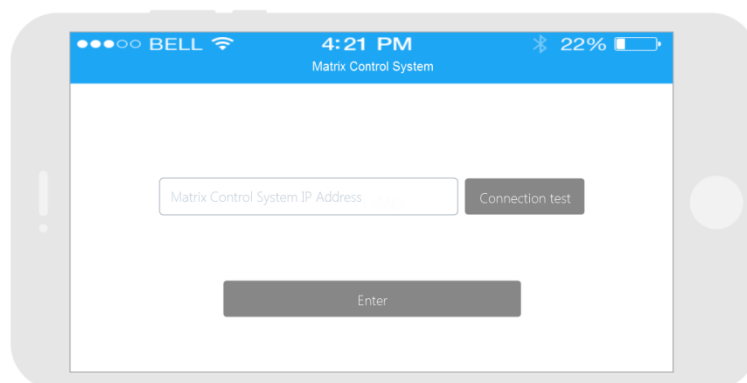 BELL 4:21 PM 22%
Matrix Control System
Matrix Control System IP Address Connection test
Enter